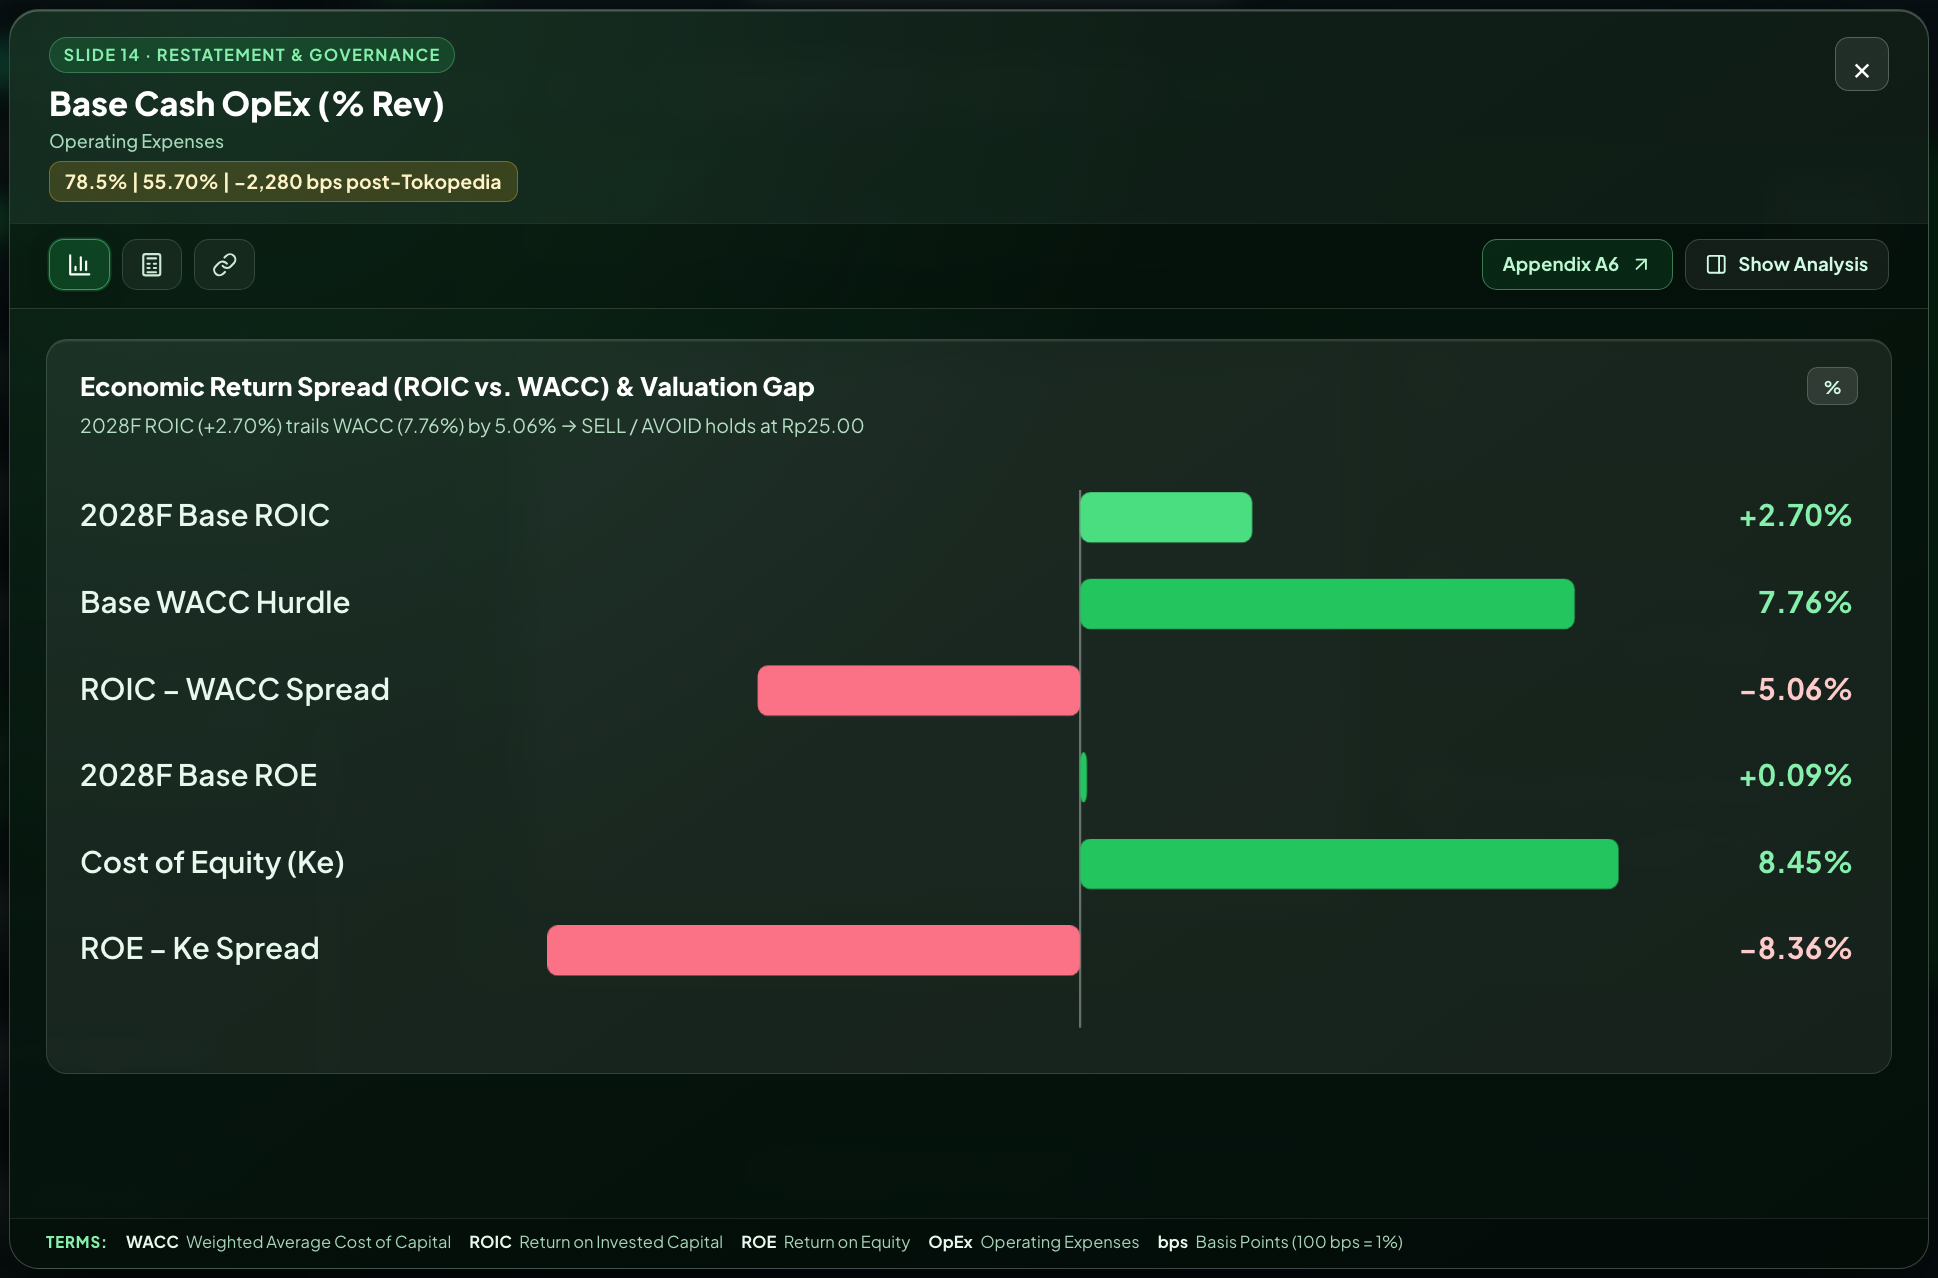 SLIDE 14 · RESTATEMENT & GOVERNANCE
Base Cash OpEx (% Rev)
Operating Expenses
78.5% | 55.70% | −2,280 bps post-Tokopedia
Appendix A6
Show Analysis
Economic Return Spread (ROIC vs. WACC) & Valuation Gap
%
2028F ROIC (+2.70%) trails WACC (7.76%) by 5.06% → SELL / AVOID holds at Rp25.00
2028F Base ROIC +2.70%
Base WACC Hurdle 7.76%
ROIC – WACC Spread −5.06%
2028F Base ROE +0.09%
Cost of Equity (Ke) 8.45%
ROE – Ke Spread −8.36%
TERMS: WACC Weighted Average Cost of Capital ROIC Return on Invested Capital ROE Return on Equity OpEx Operating Expenses bps Basis Points (100 bps = 1%)